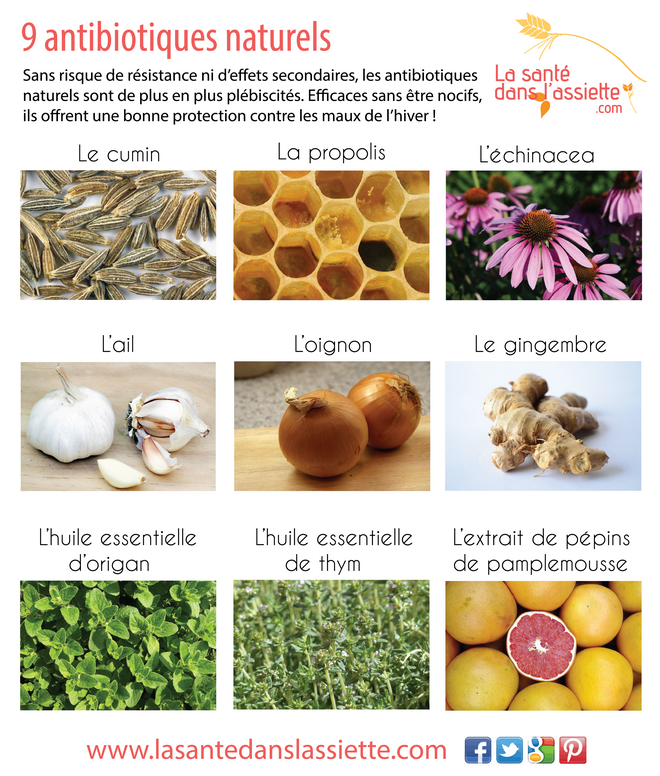 9 antibiotiques naturels
Sans risque de résistance ni d'effets secondaires, les antibiotiques
naturels sont de plus en plus plébiscités. Efficaces sans être nocifs,
ils offrent une bonne protection contre les maux de l'hiver !
La santé
dans l'assiette
.com
Le cumin
La propolis
L'échinacea
L'ail
L'oignon
Le gingembre
L'huile essentielle
d'origan
L'huile essentielle
de thym
L'extrait de pépins
de pamplemousse
www.lasantedanslassiette.com